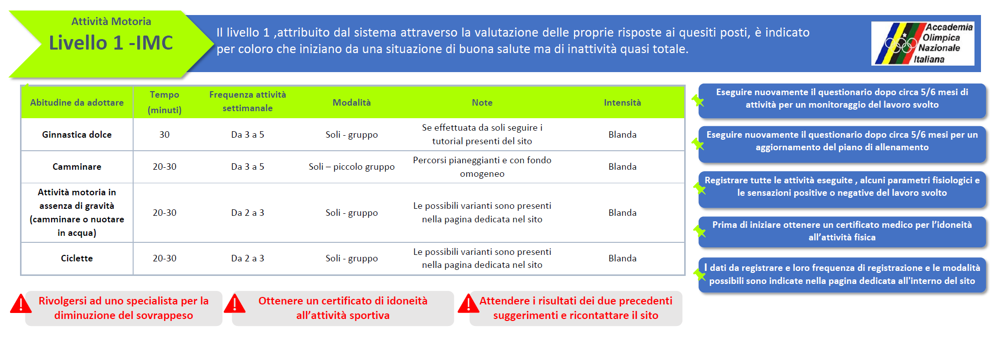 Attività Motoria
Livello 1 -IMC
Il livello 1 ,attribuito dal sistema attraverso la valutazione delle proprie risposte ai quesiti posti, è indicato
per coloro che iniziano da una situazione di buona salute ma di inattività quasi totale.
Accademia
Olimpica
Nazionale
Italiana
Abitudine da adottare
Tempo
(minuti)
Frequenza attività
settimanale
Modalità
Note
Intensità
Ginnastica dolce
30
Da 3 a 5
Soli - gruppo
Se effettuata da soli seguire i
tutorial presenti del sito
Blanda
Camminare
20-30
Da 3 a 5
Soli – piccolo gruppo
Percorsi pianeggianti e con fondo
omogeneo
Blanda
Attività motoria in
assenza di gravità
(camminare o nuotare
in acqua)
20-30
Da 2 a 3
Soli - gruppo
Le possibili varianti sono presenti
nella pagina dedicata nel sito
Blanda
Ciclette
20-30
Da 2 a 3
Soli - gruppo
Le possibili varianti sono presenti
nella pagina dedicata nel sito
Blanda
Eseguire nuovamente il questionario dopo circa 5/6 mesi di
attività per un monitoraggio del lavoro svolto
Eseguire nuovamente il questionario dopo circa 5/6 mesi per un
aggiornamento del piano di allenamento
Registrare tutte le attività eseguite , alcuni parametri fisiologici e
le sensazioni positive o negative del lavoro svolto
Prima di iniziare ottenere un certificato medico per l’idoneità
all’attività fisica
I dati da registrare e loro frequenza di registrazione e le modalità
possibili sono indicate nella pagina dedicata all'interno del sito
Rivolgersi ad uno specialista per la
diminuzione del sovrappeso
Ottenere un certificato di idoneità
all’attività sportiva
Attendere i risultati dei due precedenti
suggerimenti e ricontattare il sito